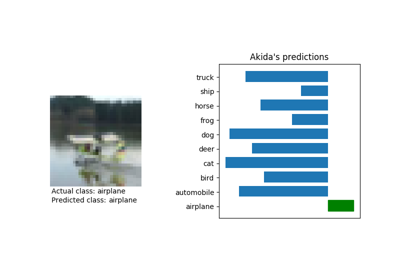 Akida's predictions
truck
ship
horse
frog
dog
deer
cat
bird
automobile
airplane
Actual class: airplane
Predicted class: airplane